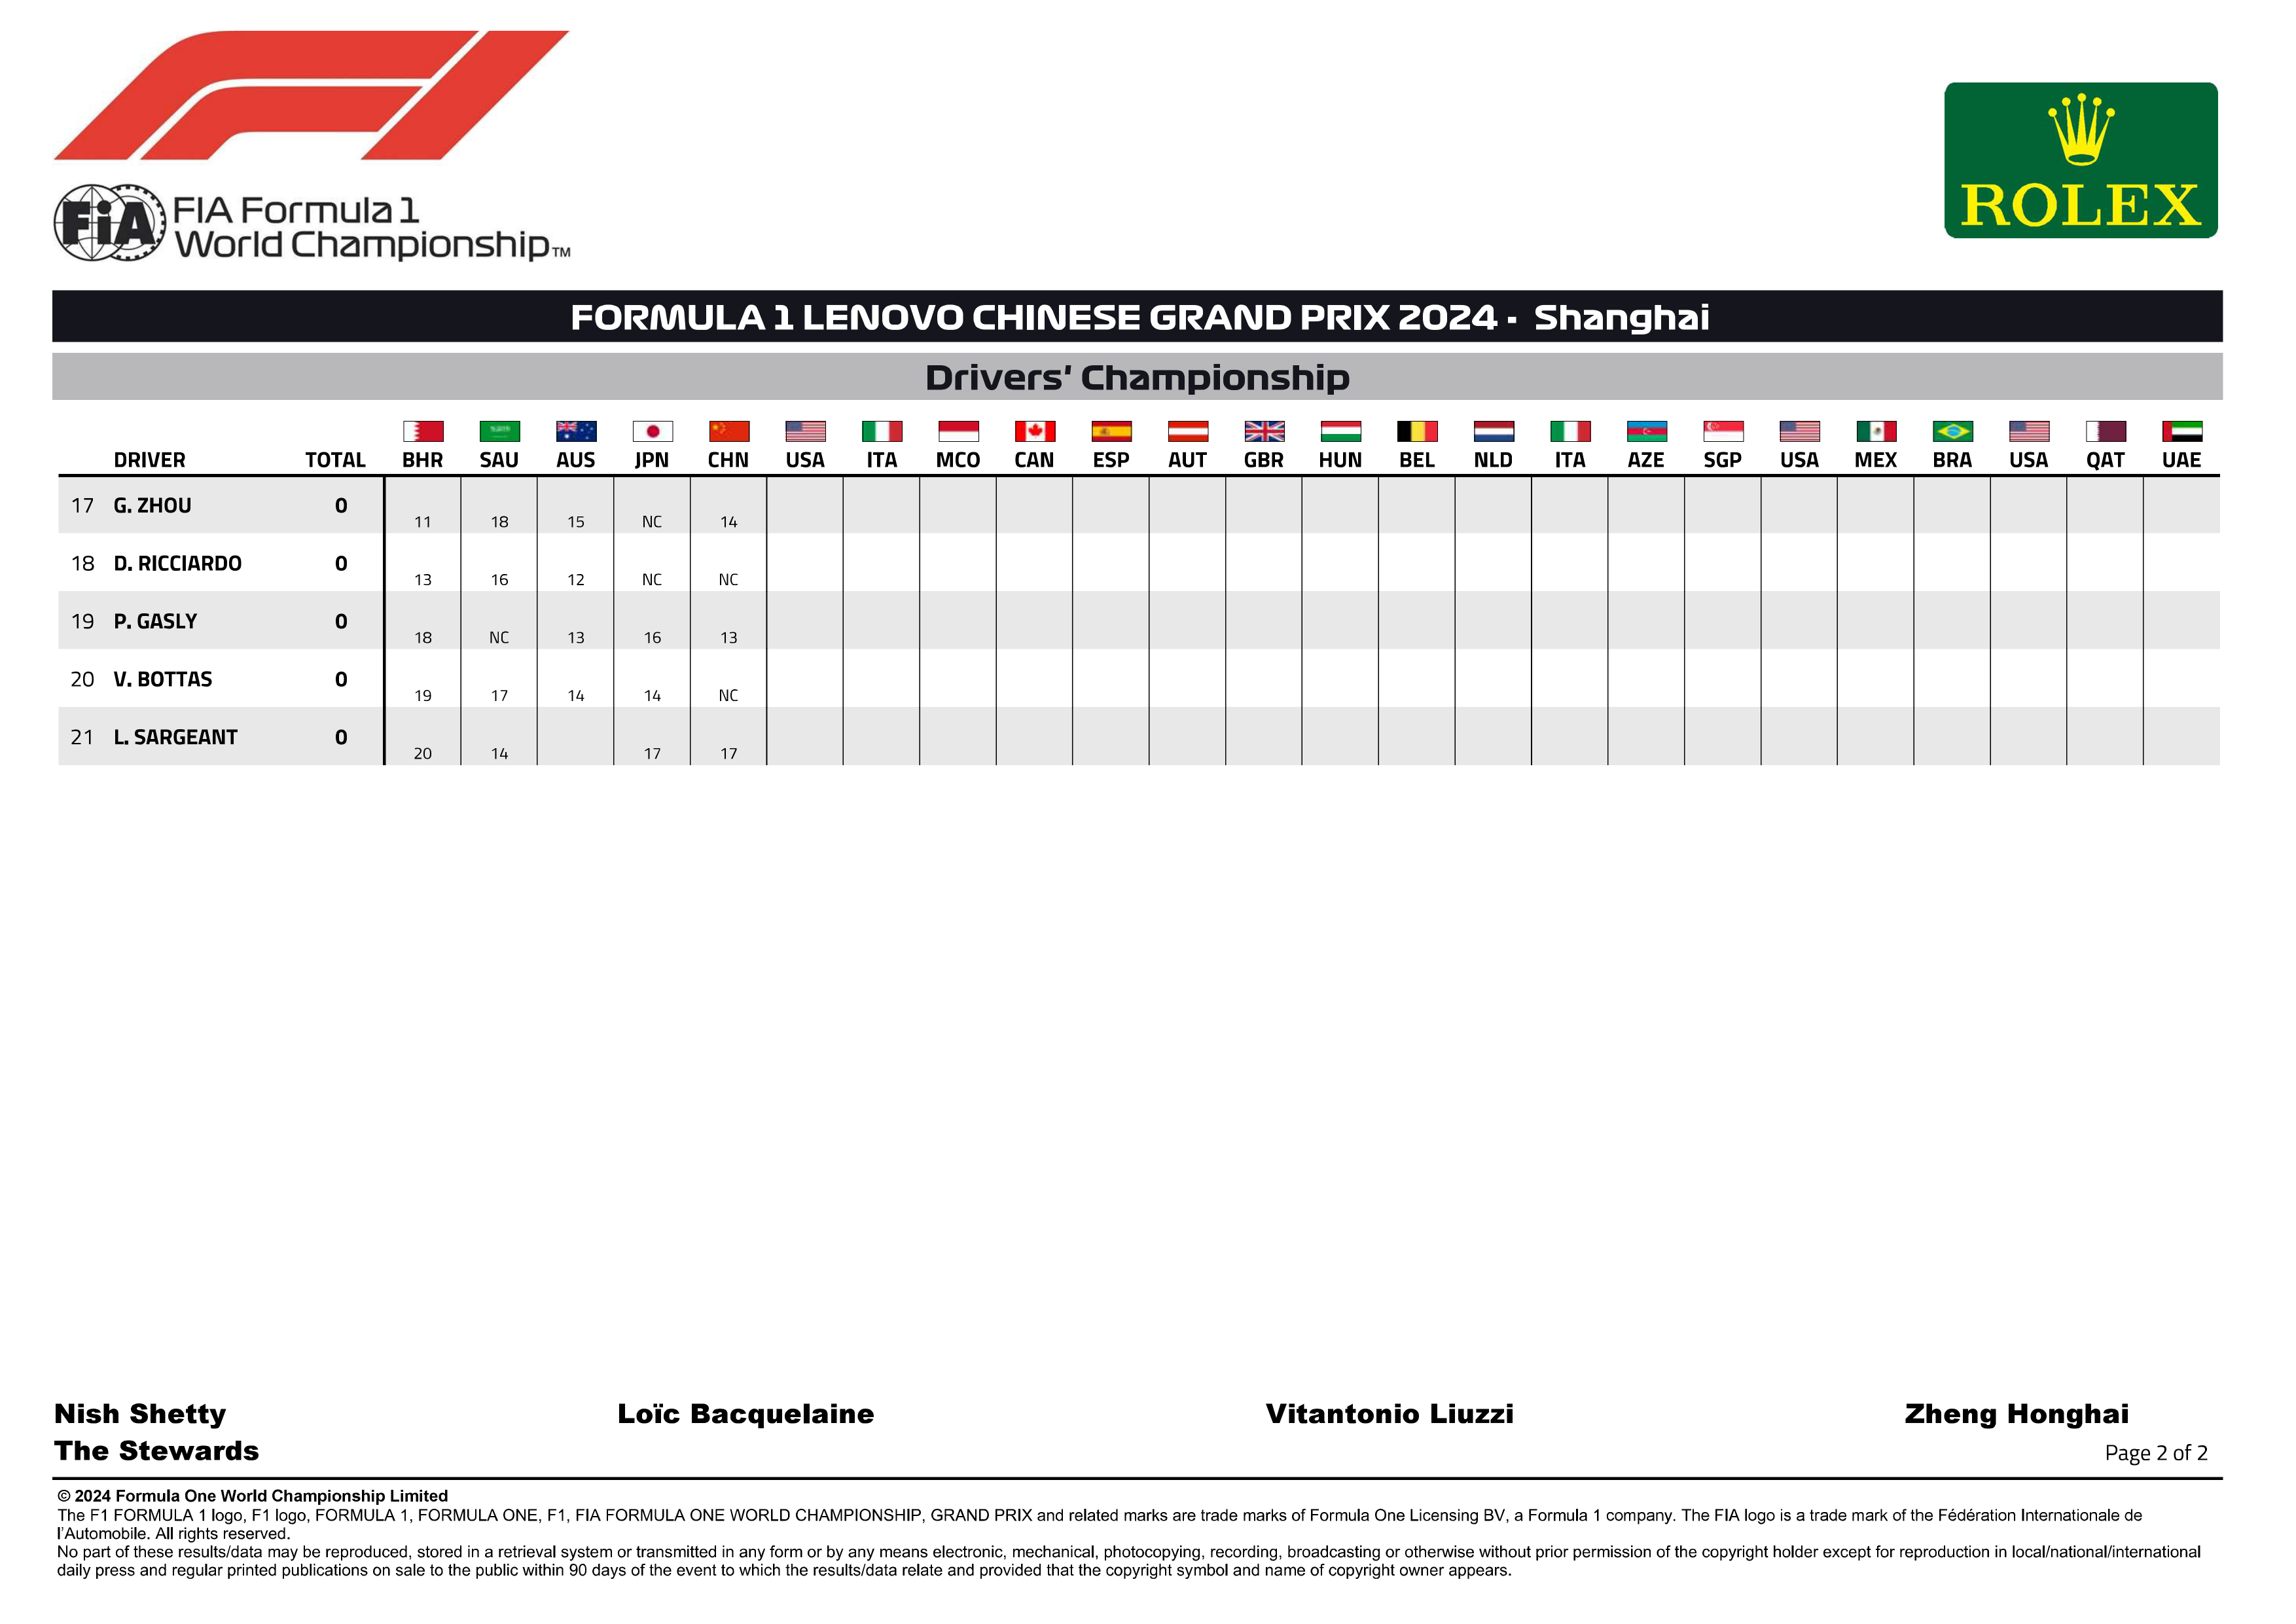 FIA
FIA Formula 1
World Championship™
ROLEX
FORMULA 1 LENOVO CHINESE GRAND PRIX 2024 - Shanghai
Drivers' Championship
DRIVER TOTAL BHR SAU AUS JPN CHN USA ITA MCO CAN ESP AUT GBR HUN BEL NLD ITA AZE SGP USA MEX BRA USA QAT UAE
17 G. ZHOU 0 11 18 15 NC 14
18 D. RICCIARDO 0 13 16 12 NC NC
19 P. GASLY 0 18 NC 13 16 13
20 V. BOTTAS 0 19 17 14 14 NC
21 L. SARGEANT 0 20 14 17 17
Nish Shetty Loïc Bacquelaine Vitantonio Liuzzi Zheng Honghai
The Stewards Page 2 of 2
© 2024 Formula One World Championship Limited
The F1 FORMULA 1 logo, F1 logo, FORMULA 1, FORMULA ONE, F1, FIA FORMULA ONE WORLD CHAMPIONSHIP, GRAND PRIX and related marks are trade marks of Formula One Licensing BV, a Formula 1 company. The FIA logo is a trade mark of the Fédération Internationale de
l'Automobile. All rights reserved.
No part of these results/data may be reproduced, stored in a retrieval system or transmitted in any form or by any means electronic, mechanical, photocopying, recording, broadcasting or otherwise without prior permission of the copyright holder except for reproduction in local/national/international
daily press and regular printed publications on sale to the public within 90 days of the event to which the results/data relate and provided that the copyright symbol and name of copyright owner appears.